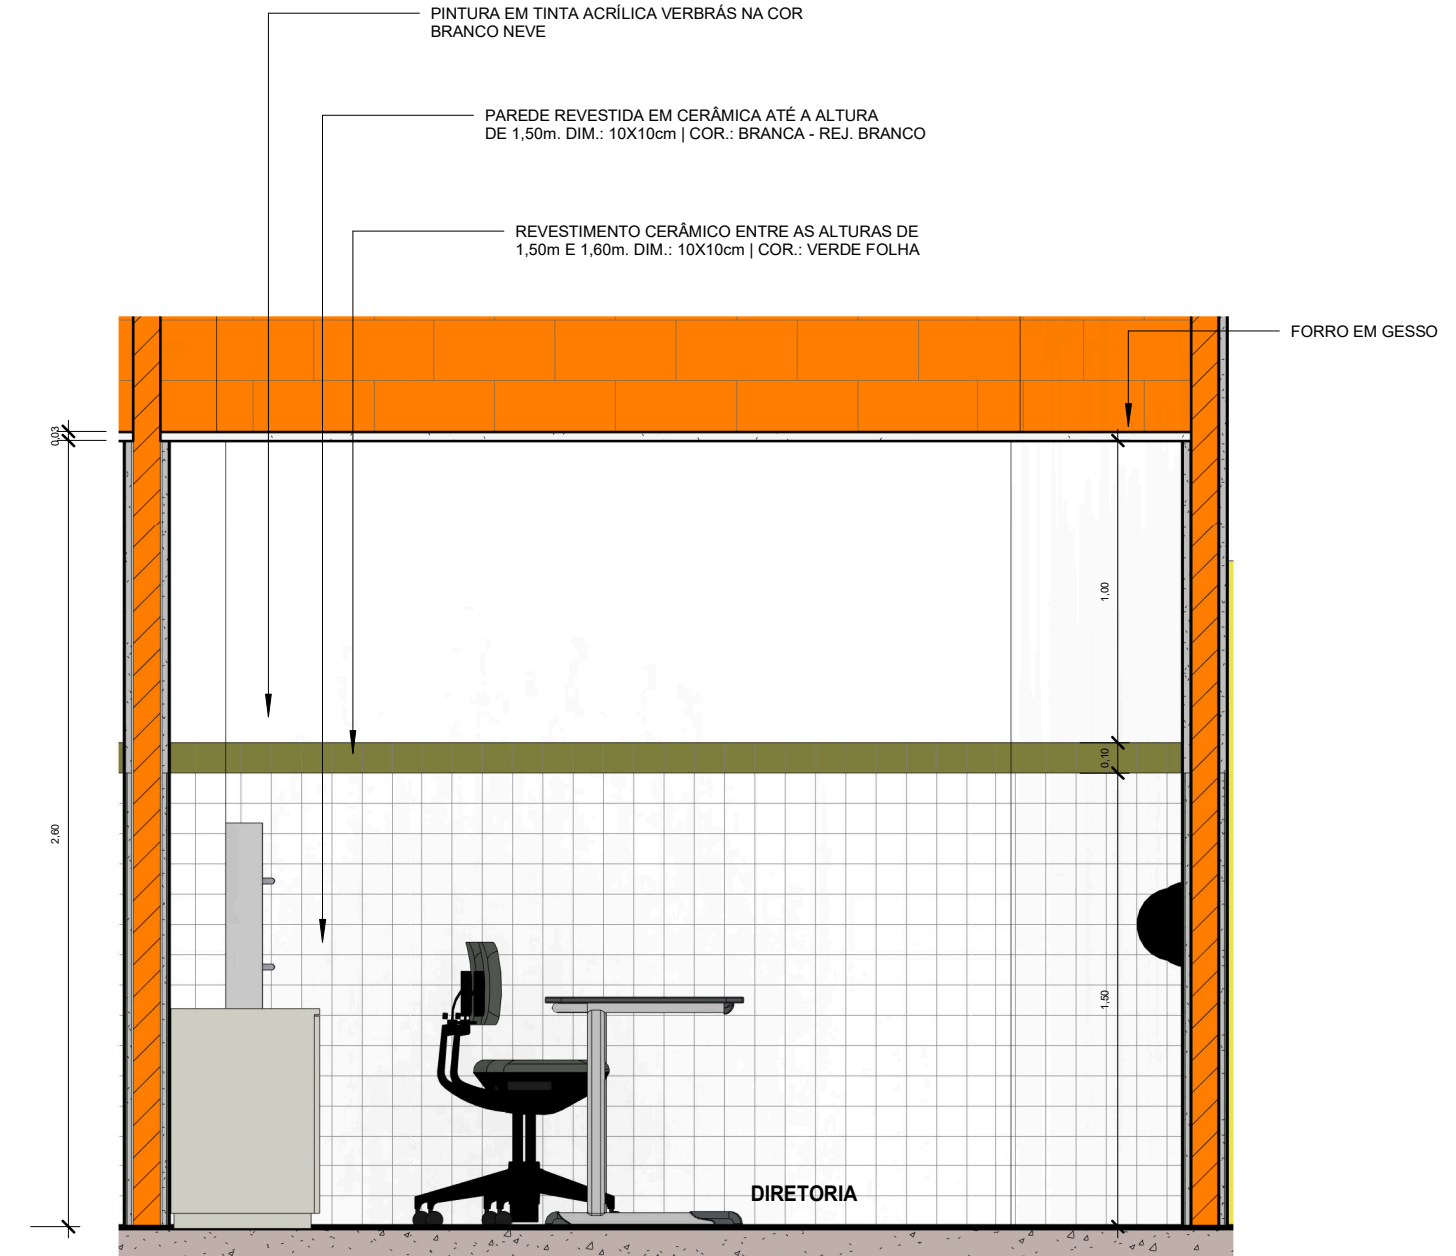 PINTURA EM TINTA ACRÍLICA VERBRÁS NA COR
BRANCO NEVE
PAREDE REVESTIDA EM CERÂMICA ATÉ A ALTURA
DE 1,50m. DIM.: 10X10cm | COR.: BRANCA - REJ. BRANCO
REVESTIMENTO CERÂMICO ENTRE AS ALTURAS DE
1,50m E 1,60m. DIM.: 10X10cm | COR.: VERDE FOLHA
FORRO EM GESSO
0,03
1,00
0,10
2,60
1,50
DIRETORIA